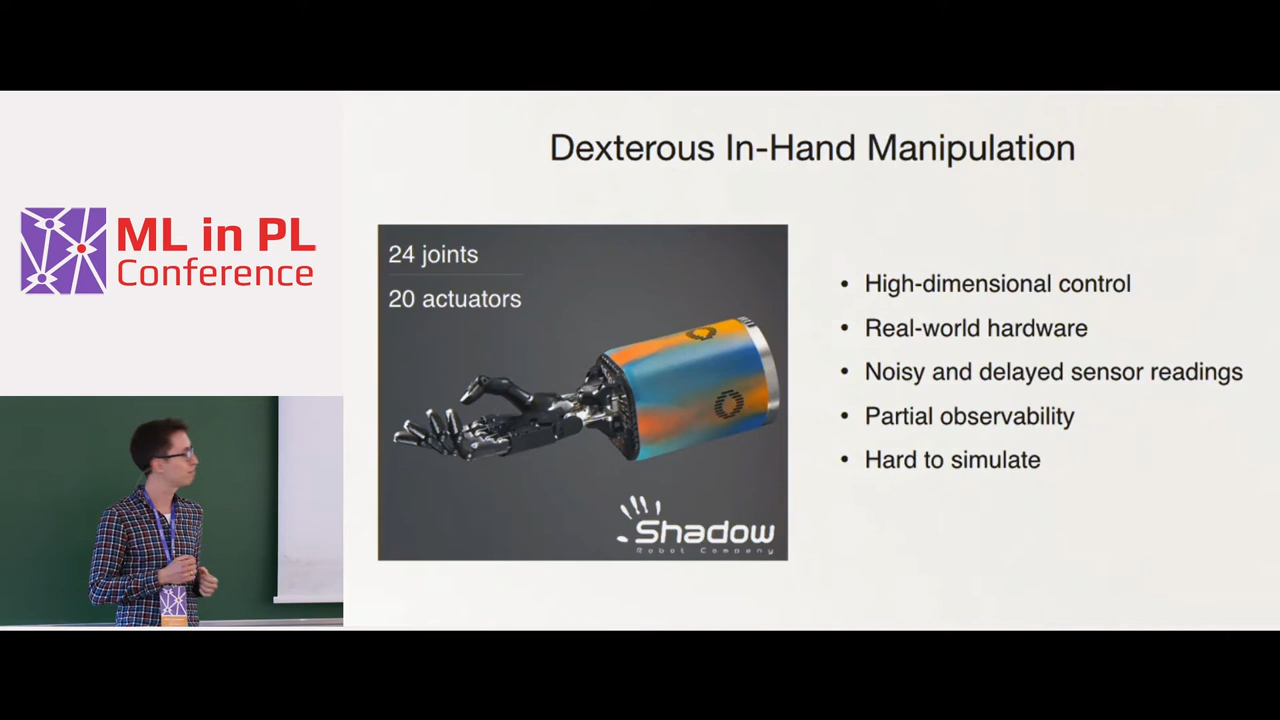 Dexterous In-Hand Manipulation
ML in PL
Conference
24 joints
20 actuators
Shadow
Robot Company
• High-dimensional control
• Real-world hardware
• Noisy and delayed sensor readings
• Partial observability
• Hard to simulate